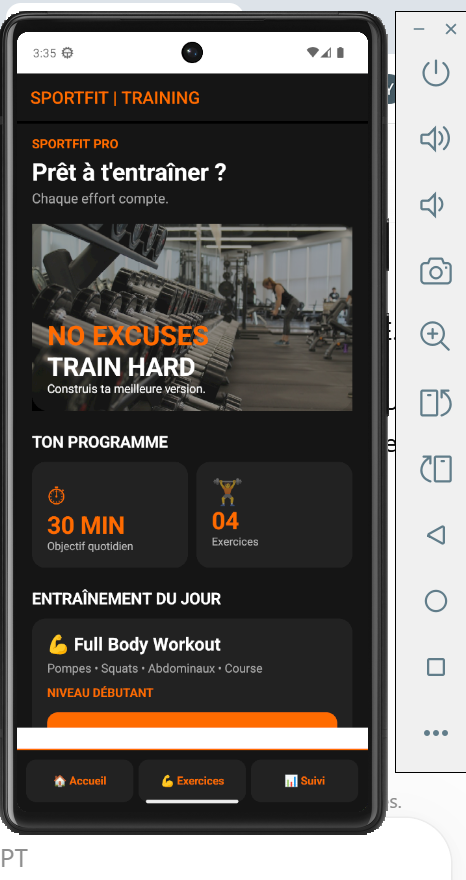 3:35
SPORTFIT | TRAINING
SPORTFIT PRO
Prêt à t'entraîner ?
Chaque effort compte.
NO EXCUSES
TRAIN HARD
Construis ta meilleure version.
TON PROGRAMME
30 MIN
Objectif quotidien
04
Exercices
ENTRAÎNEMENT DU JOUR
💪 Full Body Workout
Pompes • Squats • Abdominaux • Course
NIVEAU DÉBUTANT
🏠 Accueil
💪 Exercices
📊 Suivi
s.
PT